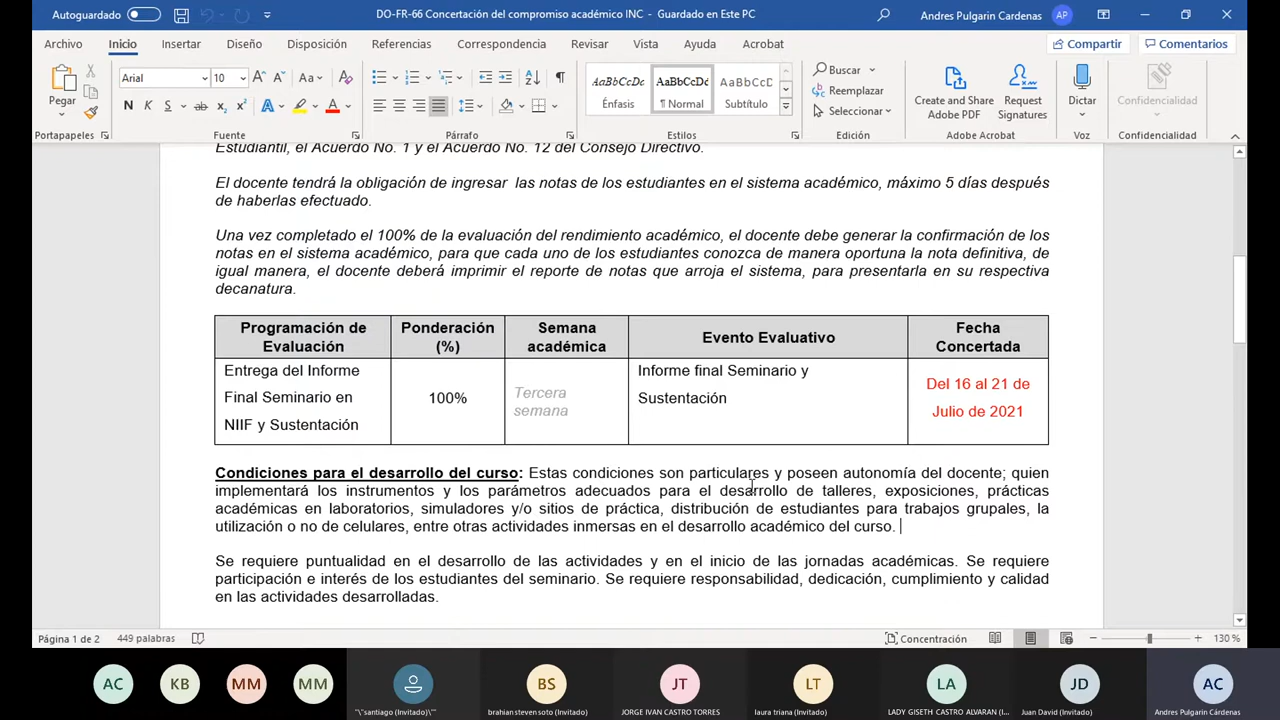 Autoguardado
DO-FR-66 Concertación del compromiso académico INC - Guardado en Este PC
Andres Pulgarin Cardenas
AP
Archivo Inicio Insertar Diseño Disposición Referencias Correspondencia Revisar Vista Ayuda Acrobat
Compartir
Comentarios
Pegar
Arial
10
Aa
N K S ab x₂ x²
A A
AaBbCcDc
AaBbCcDc
AaBbCcD
Énfasis
¶ Normal
Subtítulo
Buscar
Reemplazar
Seleccionar
Create and Share
Adobe PDF
Request
Signatures
Dictar
Confidencialidad
Portapapeles
Fuente
Párrafo
Estilos
Edición
Adobe Acrobat
Voz
Confidencialidad
Estudiantil, el Acuerdo No. 1 y el Acuerdo No. 12 del Consejo Directivo.
El docente tendrá la obligación de ingresar las notas de los estudiantes en el sistema académico, máximo 5 días después
de haberlas efectuado.
Una vez completado el 100% de la evaluación del rendimiento académico, el docente debe generar la confirmación de los
notas en el sistema académico, para que cada uno de los estudiantes conozca de manera oportuna la nota definitiva, de
igual manera, el docente deberá imprimir el reporte de notas que arroja el sistema, para presentarla en su respectiva
decanatura.
Programación de
Evaluación
Ponderación
(%)
Semana
académica
Evento Evaluativo
Fecha
Concertada
Entrega del Informe
Final Seminario en
NIIF y Sustentación
100%
Tercera
semana
Informe final Seminario y
Sustentación
Del 16 al 21 de
Julio de 2021
Condiciones para el desarrollo del curso: Estas condiciones son particulares y poseen autonomía del docente; quien
implementará los instrumentos y los parámetros adecuados para el desarrollo de talleres, exposiciones, prácticas
académicas en laboratorios, simuladores y/o sitios de práctica, distribución de estudiantes para trabajos grupales, la
utilización o no de celulares, entre otras actividades inmersas en el desarrollo académico del curso.
Se requiere puntualidad en el desarrollo de las actividades y en el inicio de las jornadas académicas. Se requiere
participación e interés de los estudiantes del seminario. Se requiere responsabilidad, dedicación, cumplimiento y calidad
en las actividades desarrolladas.
Página 1 de 2
449 palabras
Concentración
130 %
AC
KB
MM
MM
"\"santiago (Invitado)\""
BS
brahian steven soto (Invitado)
JT
JORGE IVAN CASTRO TORRES
LT
laura triana (Invitado)
LA
LADY GISETH CASTRO ALVARAN (I...
JD
Juan David (Invitado)
AC
Andres Pulgarin Cárdenas